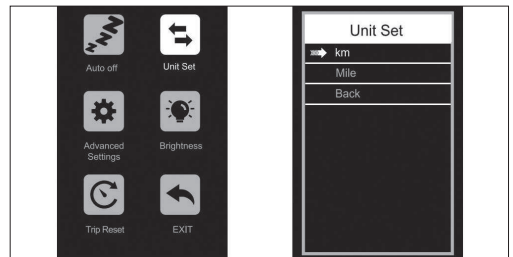 Auto off
Unit Set
Advanced
Settings
Brightness
Trip Reset
EXIT
Unit Set
km
Mile
Back